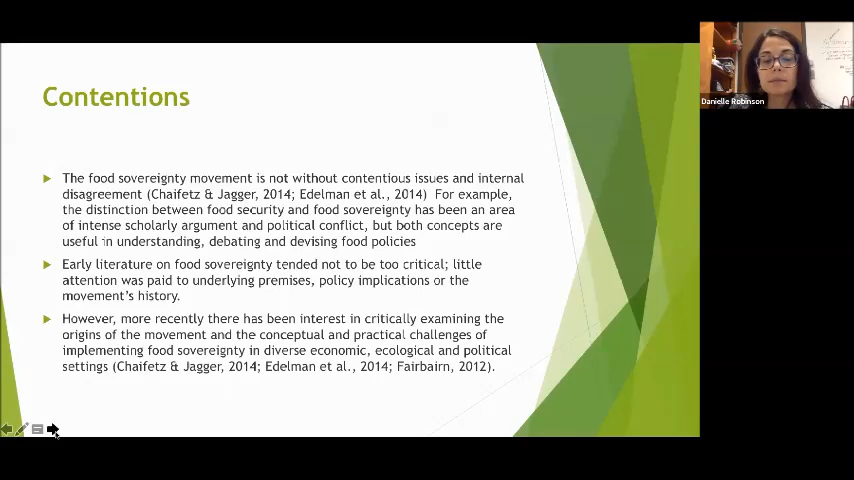 Contentions
The food sovereignty movement is not without contentious issues and internal
disagreement (Chaifetz & Jagger, 2014; Edelman et al., 2014)  For example,
the distinction between food security and food sovereignty has been an area
of intense scholarly argument and political conflict, but both concepts are
useful in understanding, debating and devising food policies
Early literature on food sovereignty tended not to be too critical; little
attention was paid to underlying premises, policy implications or the
movement's history.
However, more recently there has been interest in critically examining the
origins of the movement and the conceptual and practical challenges of
implementing food sovereignty in diverse economic, ecological and political
settings (Chaifetz & Jagger, 2014; Edelman et al., 2014; Fairbairn, 2012).
Danielle Robinson